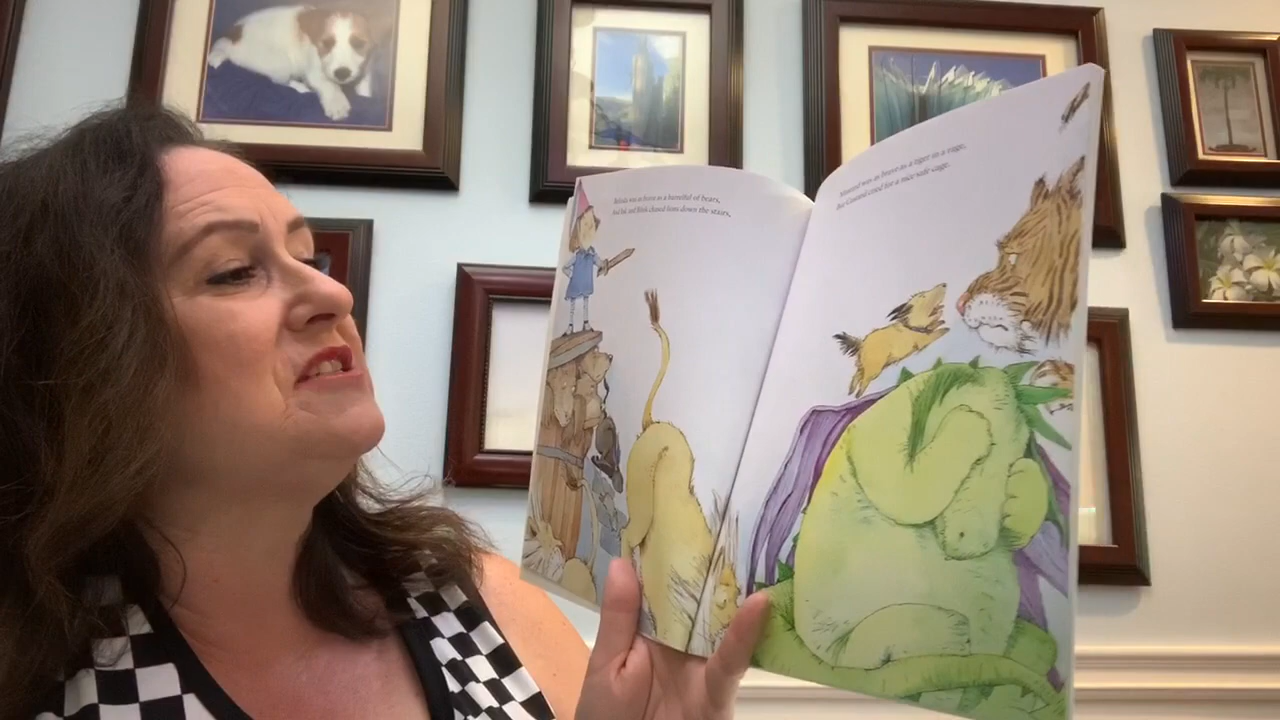 Belinda was as brave as a barrelful of bears,
And Ink and Blink chased lions down the stairs,
Mustard was as brave as a tiger in a rage,
But Custard cried for a nice safe cage.